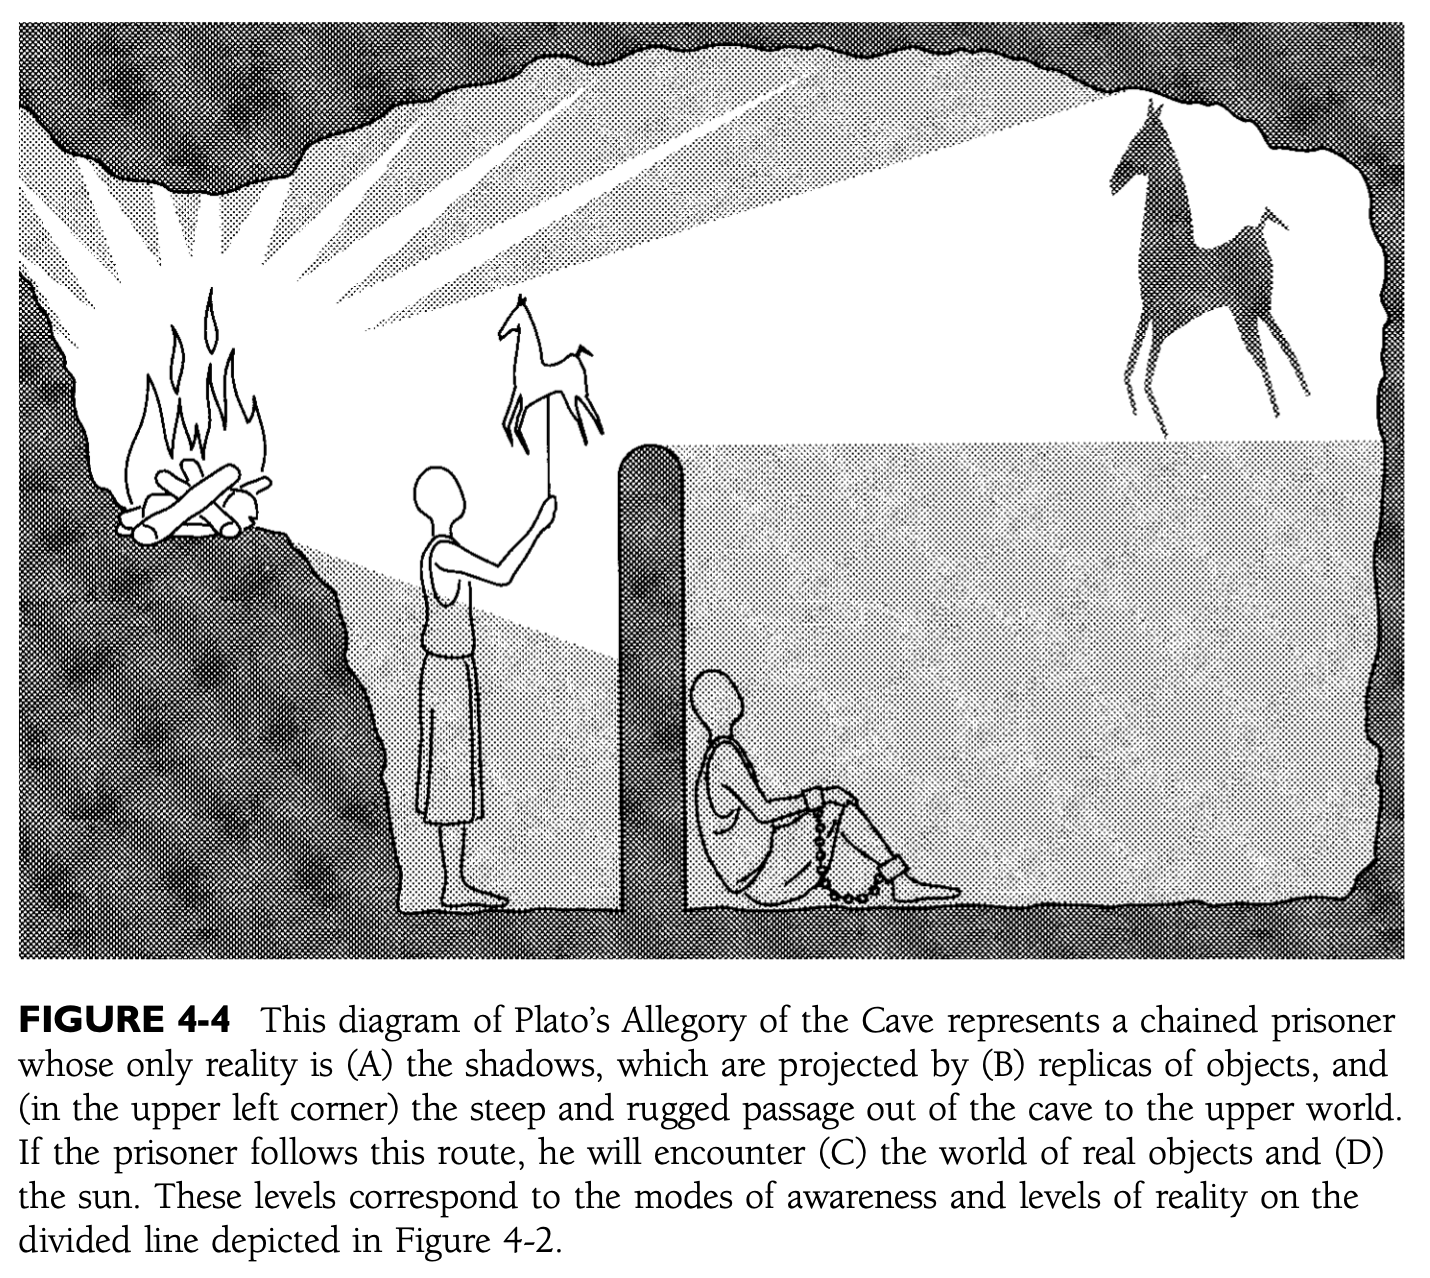 FIGURE 4-4 This diagram of Plato’s Allegory of the Cave represents a chained prisoner
whose only reality is (A) the shadows, which are projected by (B) replicas of objects, and
(in the upper left corner) the steep and rugged passage out of the cave to the upper world.
If the prisoner follows this route, he will encounter (C) the world of real objects and (D)
the sun. These levels correspond to the modes of awareness and levels of reality on the
divided line depicted in Figure 4-2.